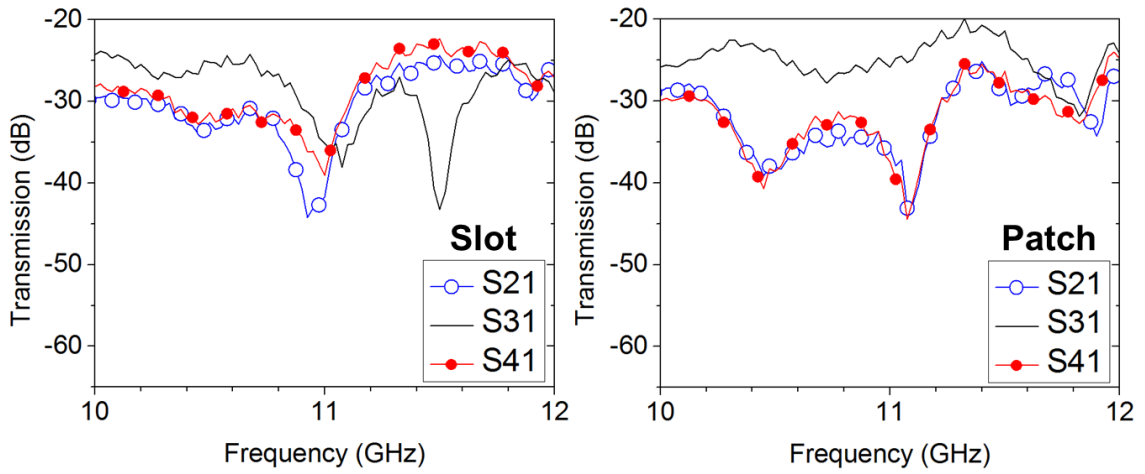 -20
-30
-40
-50
-60
Transmission (dB)
Slot
S21
S31
S41
10
11
12
Frequency (GHz)
-20
-30
-40
-50
-60
Transmission (dB)
Patch
S21
S31
S41
10
11
12
Frequency (GHz)